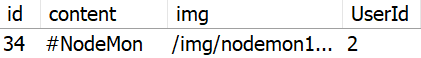 id content img UserId
34 #NodeMon /img/nodemon1... 2